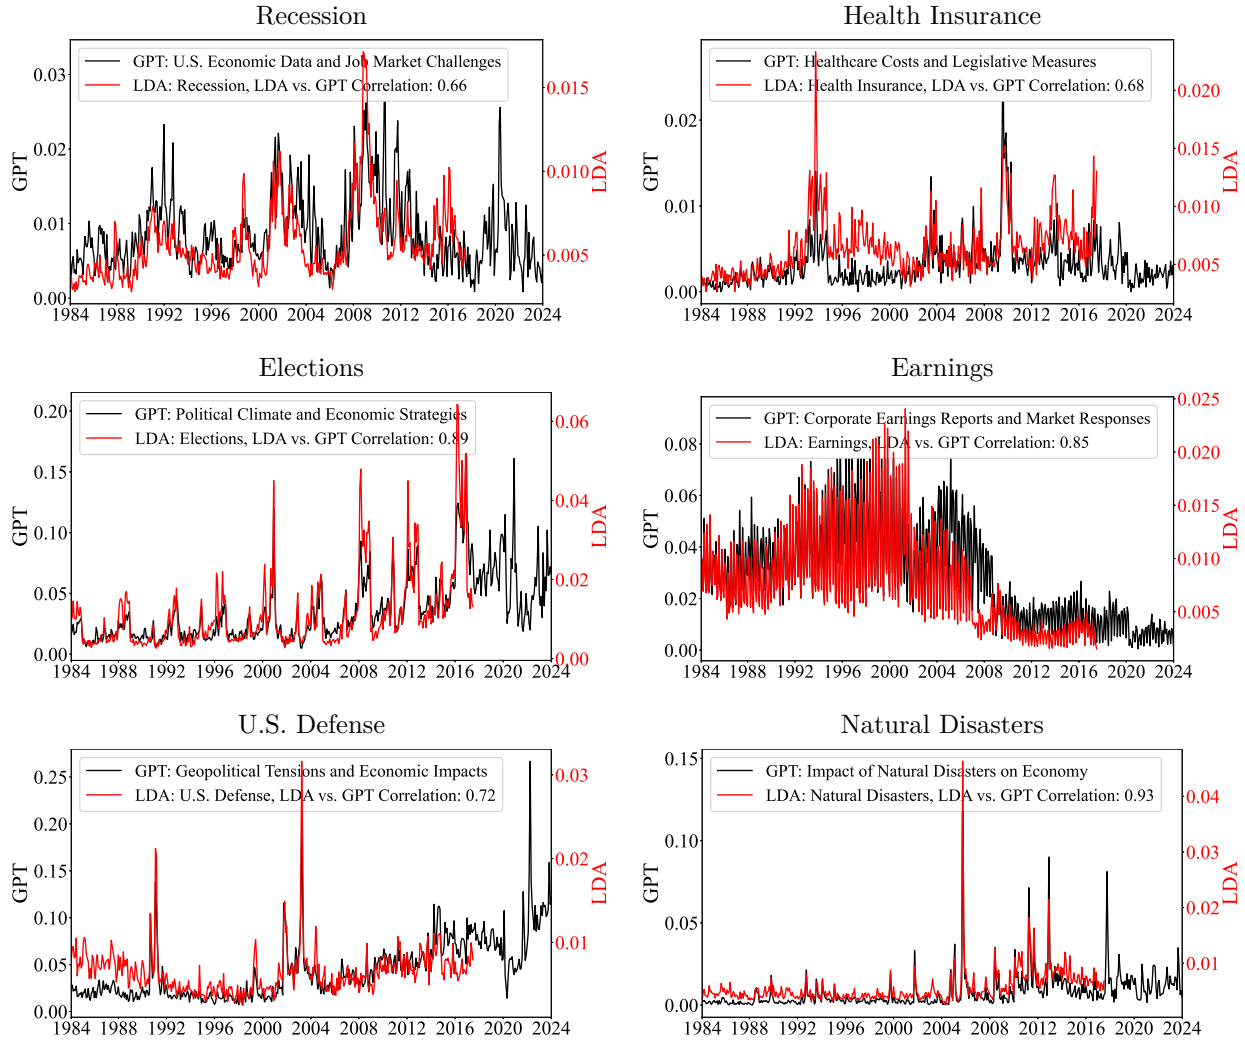 Recession
GPT: U.S. Economic Data and Job Market Challenges
LDA: Recession, LDA vs. GPT Correlation: 0.66
GPT
0.03
0.02
0.01
0.00
LDA
0.015
0.010
0.005
1984 1988 1992 1996 2000 2004 2008 2012 2016 2020 2024
Health Insurance
GPT: Healthcare Costs and Legislative Measures
LDA: Health Insurance, LDA vs. GPT Correlation: 0.68
GPT
0.02
0.01
0.00
LDA
0.020
0.015
0.010
0.005
1984 1988 1992 1996 2000 2004 2008 2012 2016 2020 2024
Elections
GPT: Political Climate and Economic Strategies
LDA: Elections, LDA vs. GPT Correlation: 0.89
GPT
0.20
0.15
0.10
0.05
0.00
LDA
0.06
0.04
0.02
0.00
1984 1988 1992 1996 2000 2004 2008 2012 2016 2020 2024
Earnings
GPT: Corporate Earnings Reports and Market Responses
LDA: Earnings, LDA vs. GPT Correlation: 0.85
GPT
0.08
0.06
0.04
0.02
0.00
LDA
0.025
0.020
0.015
0.010
0.005
1984 1988 1992 1996 2000 2004 2008 2012 2016 2020 2024
U.S. Defense
GPT: Geopolitical Tensions and Economic Impacts
LDA: U.S. Defense, LDA vs. GPT Correlation: 0.72
GPT
0.25
0.20
0.15
0.10
0.05
0.00
LDA
0.03
0.02
0.01
1984 1988 1992 1996 2000 2004 2008 2012 2016 2020 2024
Natural Disasters
GPT: Impact of Natural Disasters on Economy
LDA: Natural Disasters, LDA vs. GPT Correlation: 0.93
GPT
0.15
0.10
0.05
0.00
LDA
0.04
0.03
0.02
0.01
1984 1988 1992 1996 2000 2004 2008 2012 2016 2020 2024